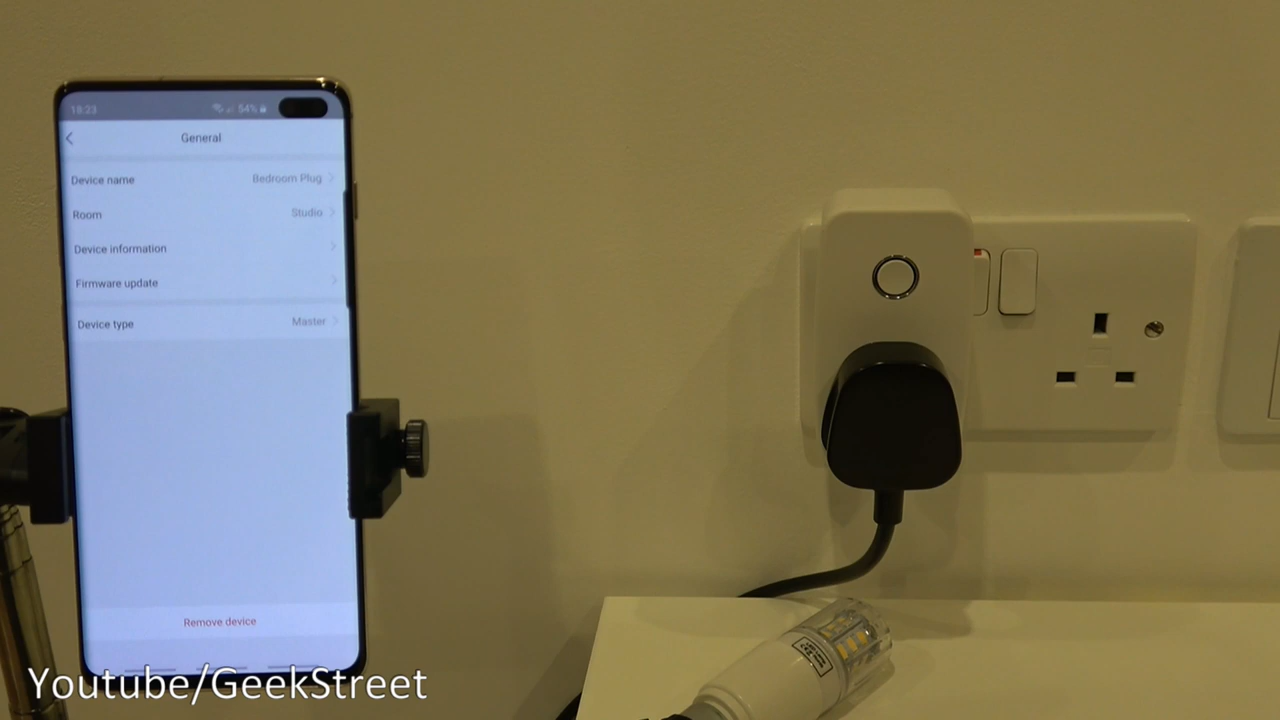 18:23
54%
General
Device name
Bedroom Plug
Room
Studio
Device information
Firmware update
Device type
Master
Remove device
Youtube/GeekStreet